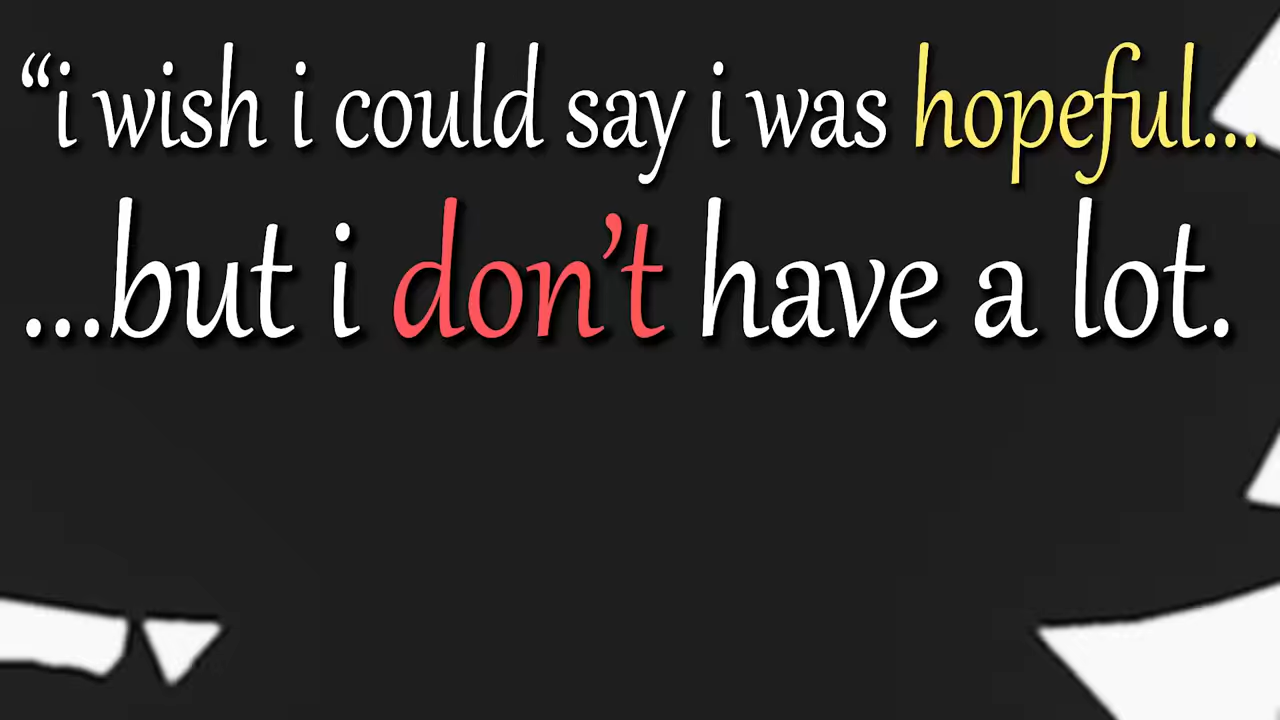 “i wish i could say i was hopeful...
...but i don’t have a lot.